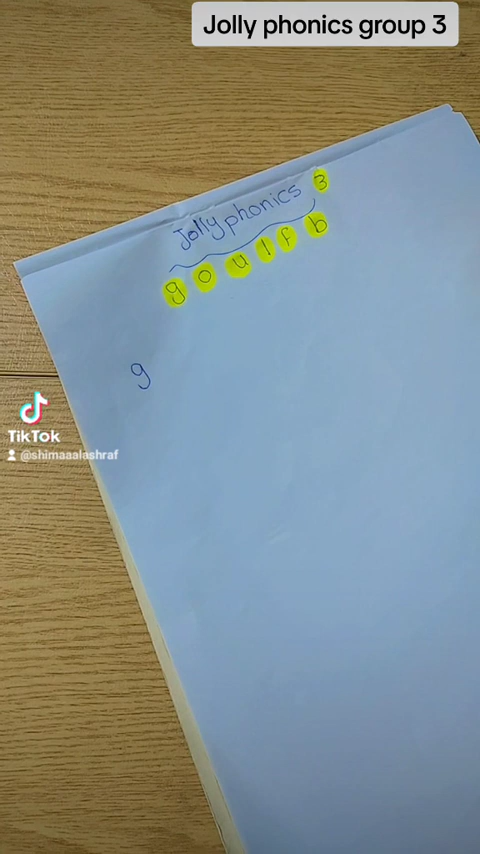 Jolly phonics group 3
Jolly phonics 3
g o u l f b
g
TikTok
@shimaaalashraf